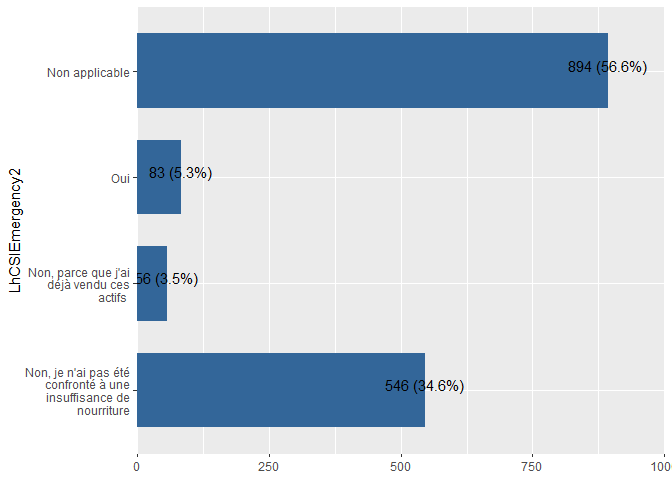 LhCSIEmergency2
Non applicable
894 (56.6%)
Oui
83 (5.3%)
Non, parce que j'ai
déjà vendu ces
actifs
56 (3.5%)
Non, je n'ai pas été
confronté à une
insuffisance de
nourriture
546 (34.6%)
0
250
500
750
100